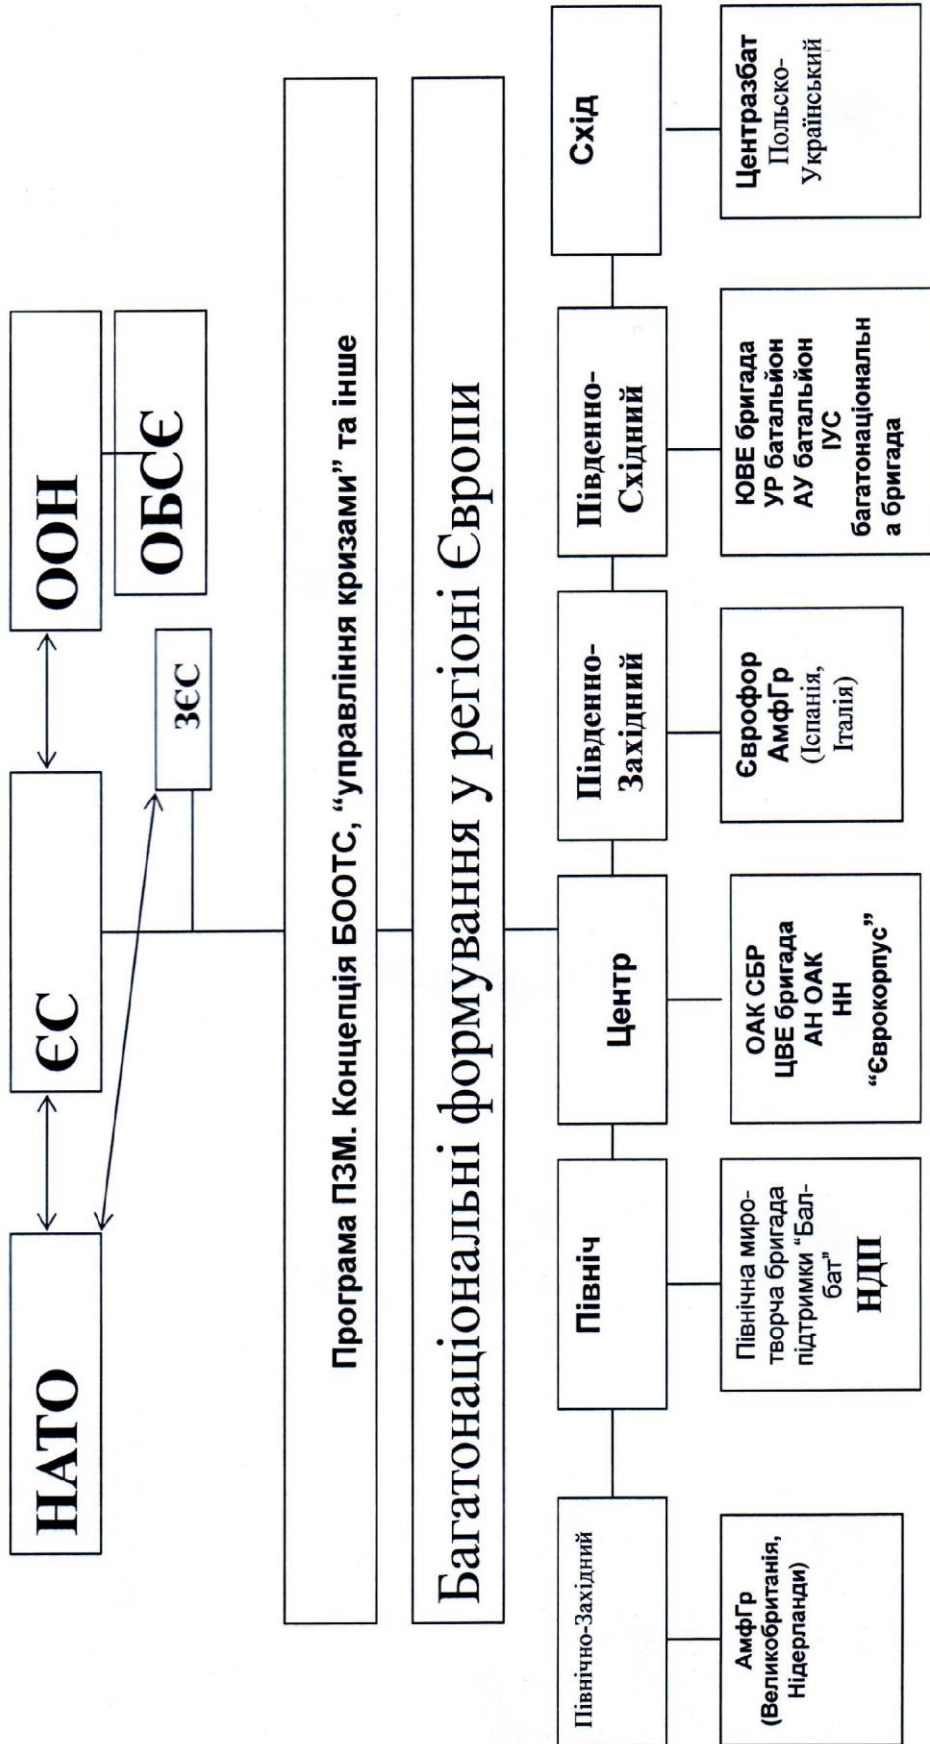 НАТО
ЄС
ООН
ОБСЄ
ЗЄС
Програма ПЗМ. Концепція БООТС, “управління кризами” та інше
Багатонаціональні формування у регіоні Європи
Північно-Західний
Північ
Центр
Південно-
Західний
Південно-
Східний
Схід
АмфГр
(Великобританія,
Нідерланди)
Північна миро-
творча бригада
підтримки “Бал-
бат”
НДП
ОАК СБР
ЦВЕ бригада
АН ОАК
НН
“Єврокорпус”
Єврофор
АмфГр
(Іспанія,
Італія)
ЮВЕ бригада
УР батальйон
АУ батальйон
ІУС
багатонаціональн
а бригада
Центразбат
Польско-
Український